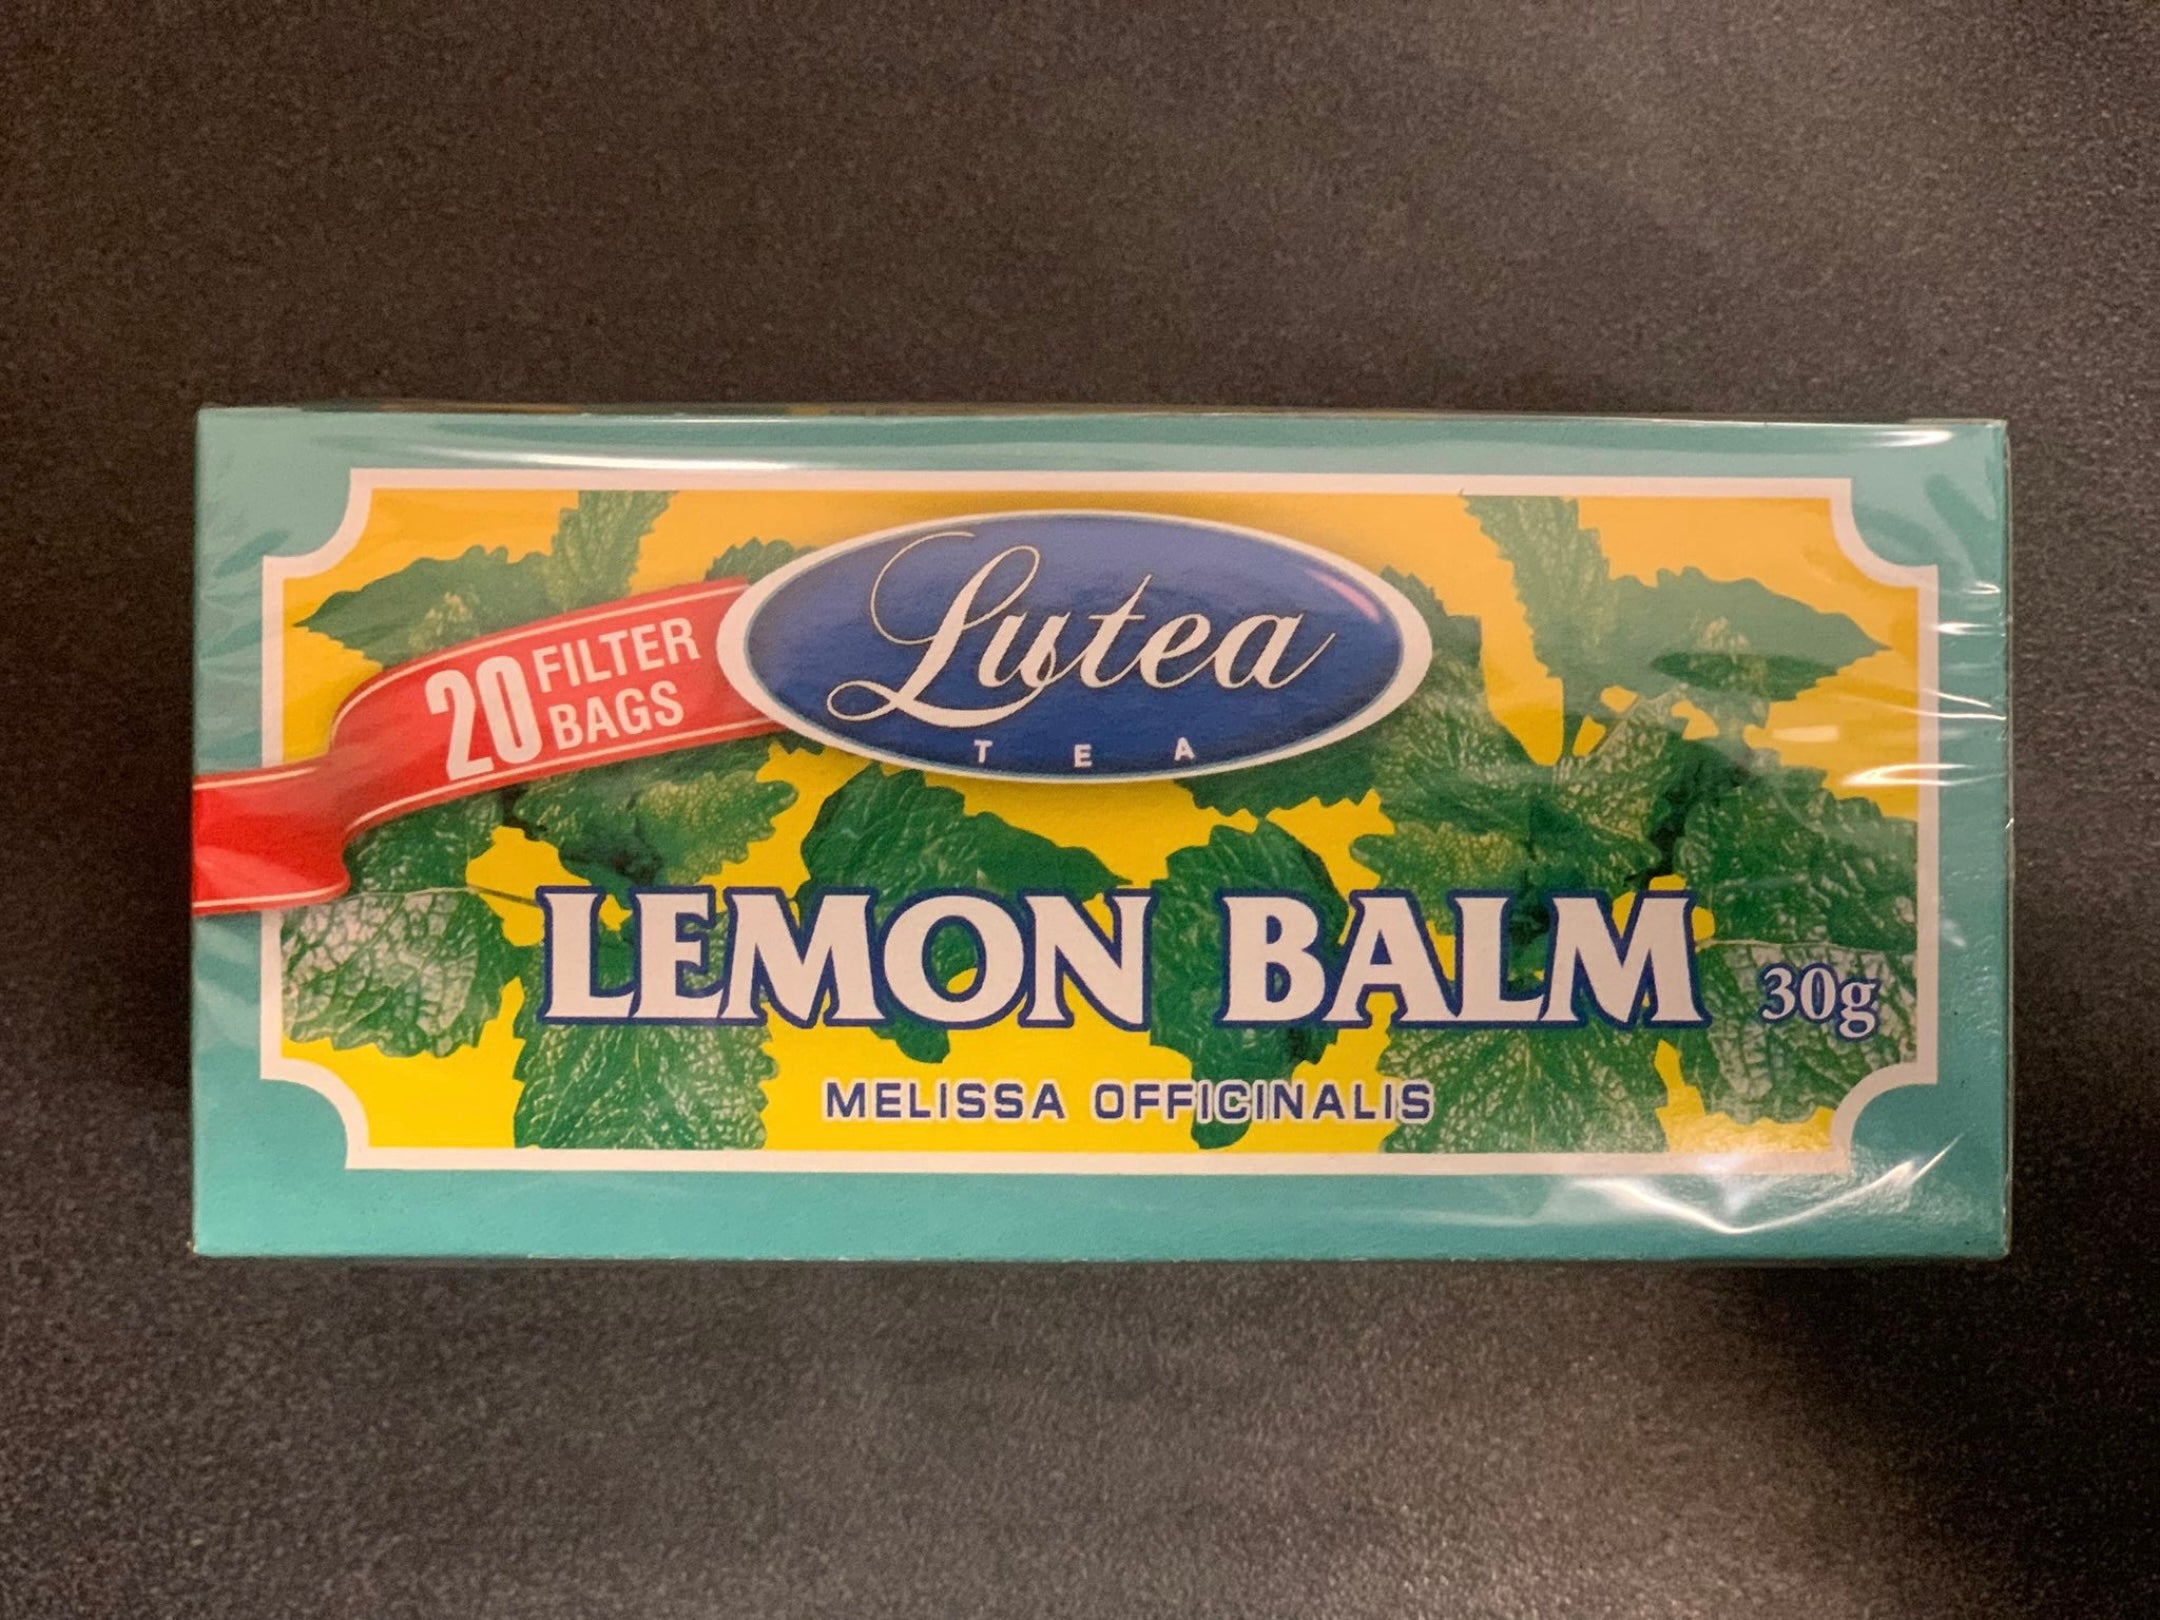 Lutea
TEA
20 FILTER
BAGS
LEMON BALM
30g
MELISSA OFFICINALIS